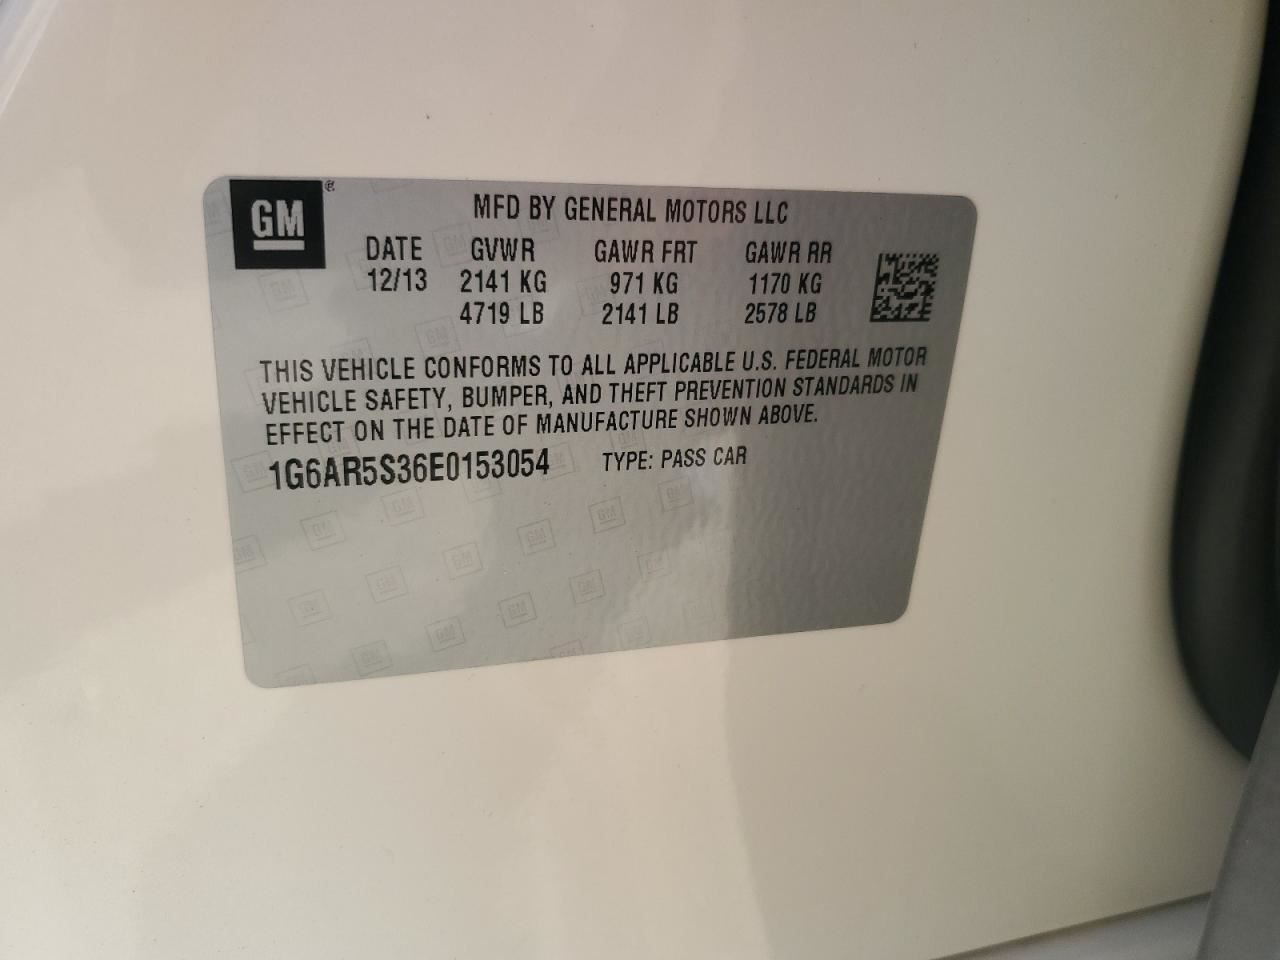 GM
MFD BY GENERAL MOTORS LLC
DATE GVWR GAWR FRT GAWR RR
12/13 2141 KG 971 KG 1170 KG
4719 LB 2141 LB 2578 LB
THIS VEHICLE CONFORMS TO ALL APPLICABLE U.S. FEDERAL MOTOR
VEHICLE SAFETY, BUMPER, AND THEFT PREVENTION STANDARDS IN
EFFECT ON THE DATE OF MANUFACTURE SHOWN ABOVE.
1G6AR5S36E0153054 TYPE: PASS CAR